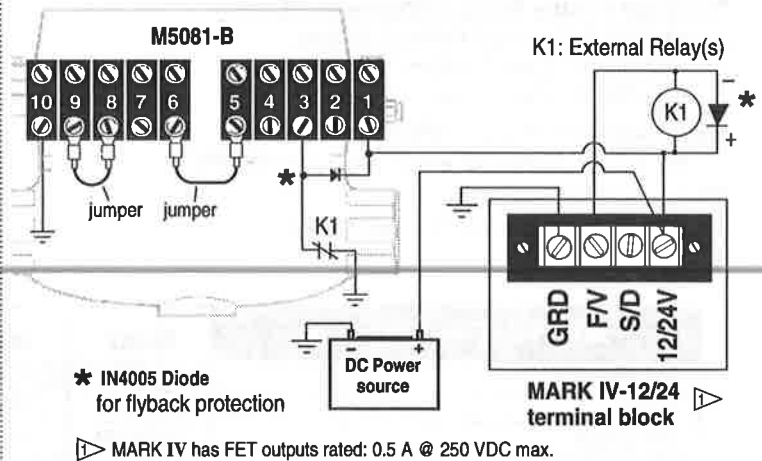 M5081-B
K1: External Relay(s)
10 9 8 7 6 5 4 3 2 1
K1
−
*
+
*
jumper
jumper
K1
GRD
F/V
S/D
12/24V
− +
DC Power
source
* IN4005 Diode
for flyback protection
MARK IV-12/24 1
terminal block
1 MARK IV has FET outputs rated: 0.5 A @ 250 VDC max.